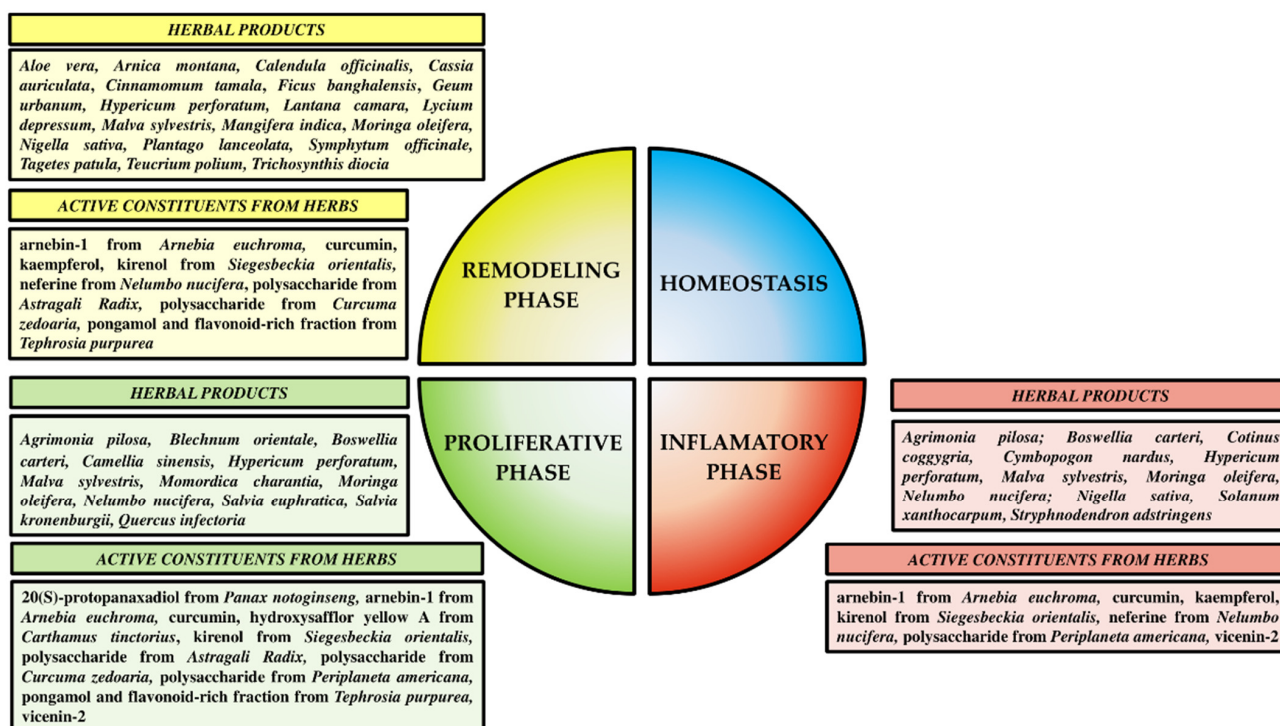 HERBAL PRODUCTS
Aloe vera, Arnica montana, Calendula officinalis, Cassia
auriculata, Cinnamomum tamala, Ficus banghalensis, Geum
urbanum, Hypericum perforatum, Lantana camara, Lycium
depressum, Malva sylvestris, Mangifera indica, Moringa oleifera,
Nigella sativa, Plantago lanceolata, Symphytum officinale,
Tagetes patula, Teucrium polium, Trichosynthis diocia
ACTIVE CONSTITUENTS FROM HERBS
arnebin-1 from Arnebia euchroma, curcumin,
kaempferol, kirenol from Siegesbeckia orientalis,
neferine from Nelumbo nucifera, polysaccharide from
Astragali Radix, polysaccharide from Curcuma
zedoaria, pongamol and flavonoid-rich fraction from
Tephrosia purpurea
REMODELING
PHASE
HOMEOSTASIS
HERBAL PRODUCTS
Agrimonia pilosa, Blechnum orientale, Boswellia
carteri, Camellia sinensis, Hypericum perforatum,
Malva sylvestris, Momordica charantia, Moringa
oleifera, Nelumbo nucifera, Salvia euphratica, Salvia
kronenburgii, Quercus infectoria
ACTIVE CONSTITUENTS FROM HERBS
20(S)-protopanaxadiol from Panax notoginseng, arnebin-1 from
Arnebia euchroma, curcumin, hydroxysafflor yellow A from
Carthamus tinctorius, kirenol from Siegesbeckia orientalis,
polysaccharide from Astragali Radix, polysaccharide from
Curcuma zedoaria, polysaccharide from Periplaneta americana,
pongamol and flavonoid-rich fraction from Tephrosia purpurea,
vicenin-2
PROLIFERATIVE
PHASE
INFLAMATORY
PHASE
HERBAL PRODUCTS
Agrimonia pilosa; Boswellia carteri, Cotinus
coggygria, Cymbopogon nardus, Hypericum
perforatum, Malva sylvestris, Moringa oleifera,
Nelumbo nucifera; Nigella sativa, Solanum
xanthocarpum, Stryphnodendron adstringens
ACTIVE CONSTITUENTS FROM HERBS
arnebin-1 from Arnebia euchroma, curcumin, kaempferol,
kirenol from Siegesbeckia orientalis, neferine from Nelumbo
nucifera, polysaccharide from Periplaneta americana, vicenin-2